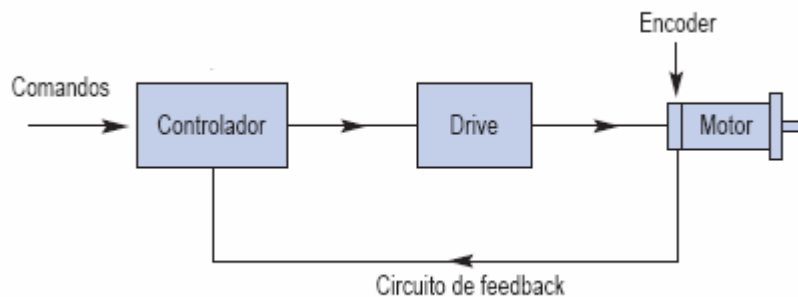 Encoder
Comandos
Controlador
Drive
Motor
Circuito de feedback